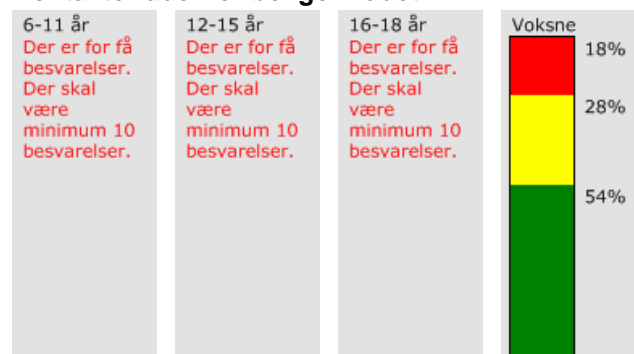 6-11 år
Der er for få
besvarelser.
Der skal
være
minimum 10
besvarelser.
12-15 år
Der er for få
besvarelser.
Der skal
være
minimum 10
besvarelser.
16-18 år
Der er for få
besvarelser.
Der skal
være
minimum 10
besvarelser.
Voksne
18%
28%
54%